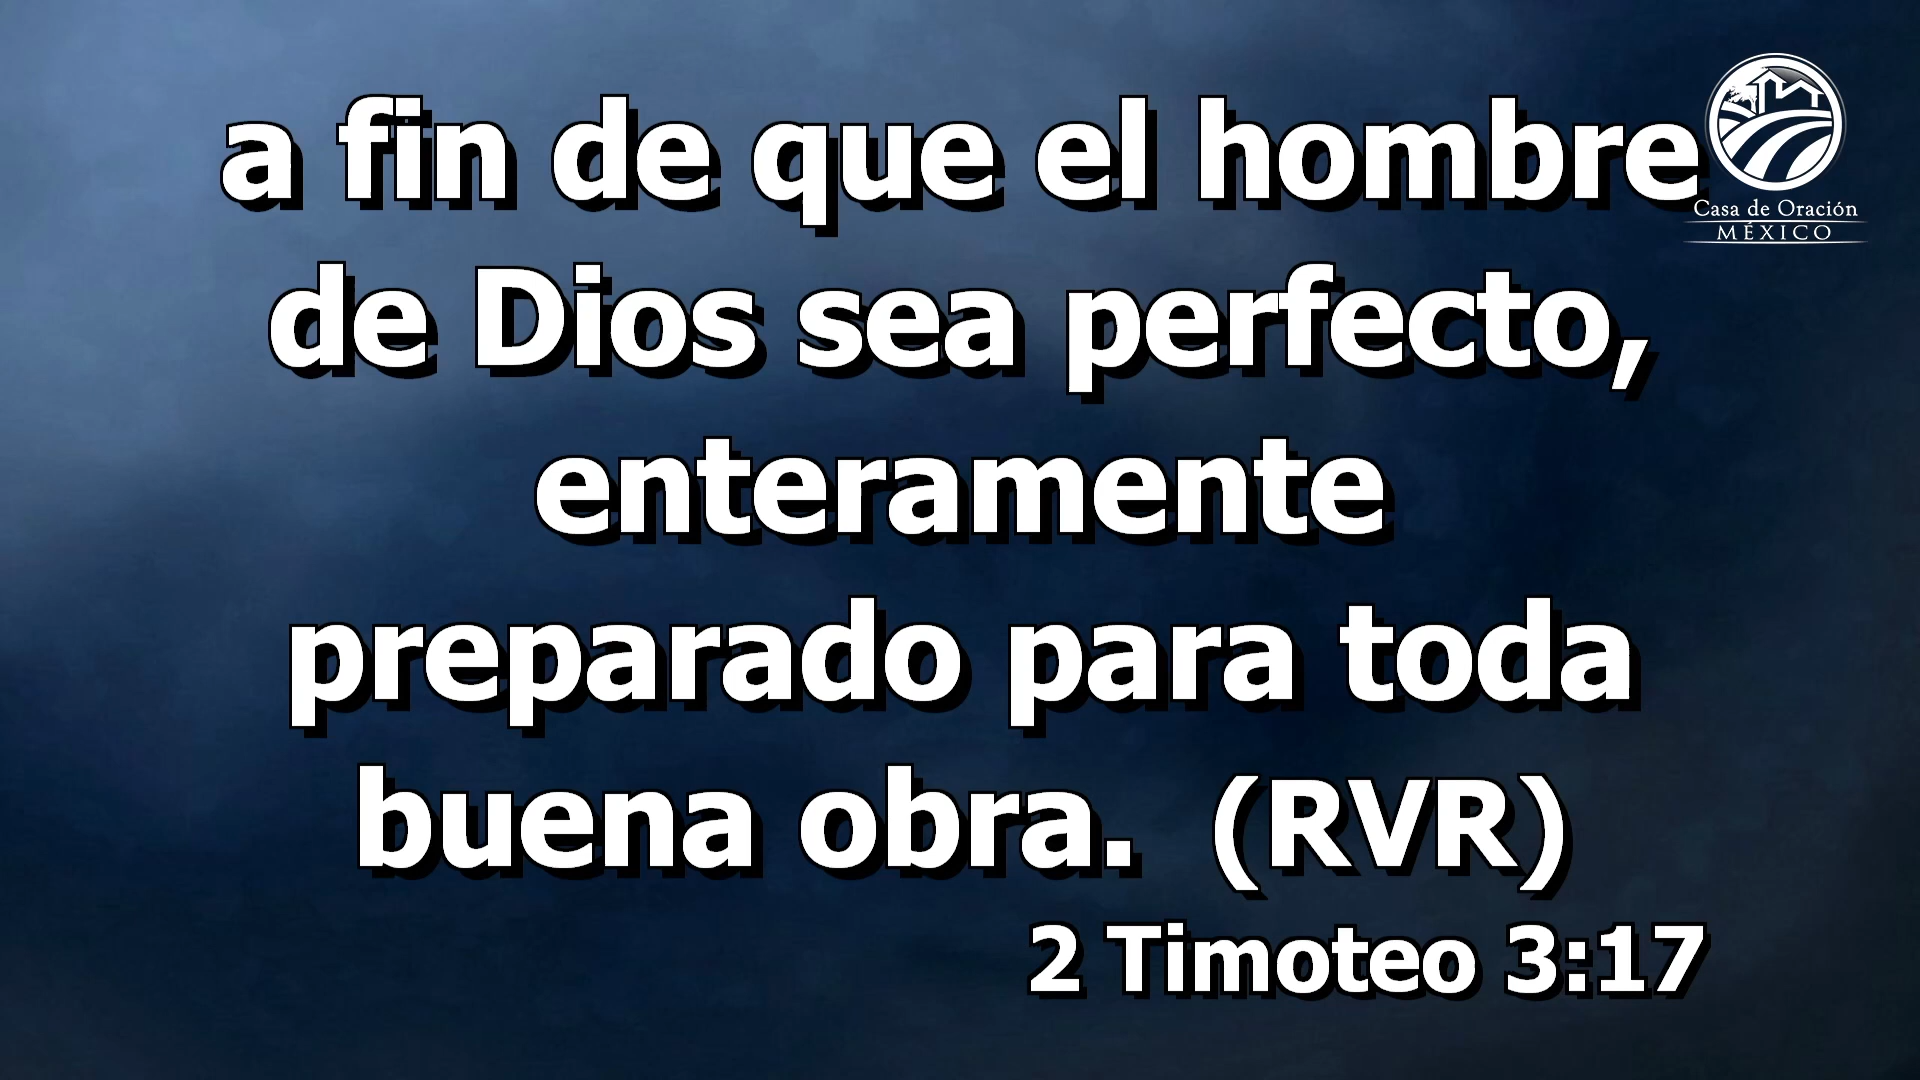 a fin de que el hombre
de Dios sea perfecto,
enteramente
preparado para toda
buena obra.  (RVR)
2 Timoteo 3:17
Casa de Oración
MÉXICO